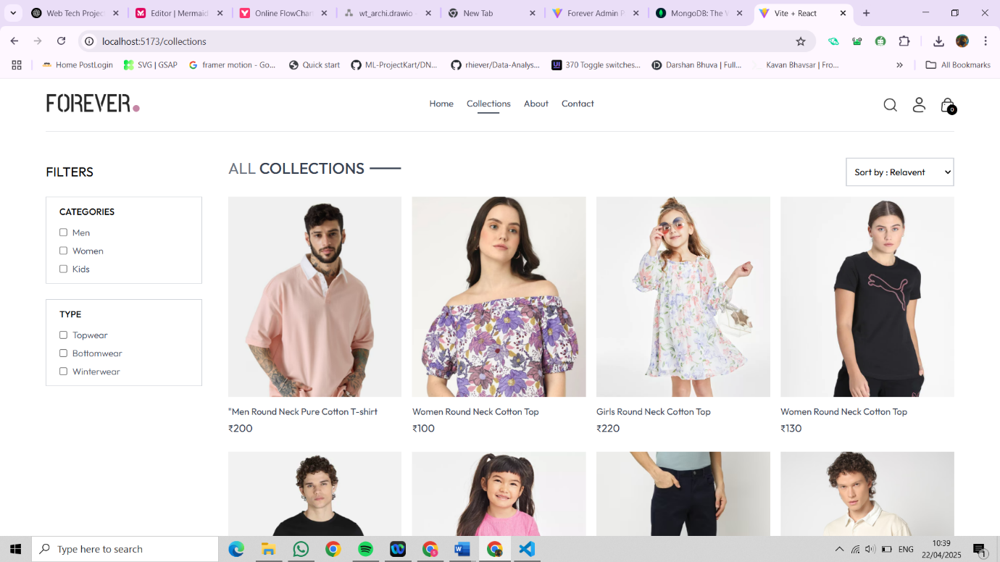 Web Tech Projec
Editor | Mermaid
Online FlowChar
wt_archi.drawio -
New Tab
Forever Admin P
MongoDB: The W
Vite + React
localhost:5173/collections
Home PostLogin
SVG | GSAP
framer motion - Go...
Quick start
ML-ProjectKart/DN...
rhiever/Data-Analys...
370 Toggle switches...
Darshan Bhuva | Full...
Kavan Bhavsar | Fro...
All Bookmarks
FOREVER.
Home
Collections
About
Contact
0
FILTERS
CATEGORIES
Men
Women
Kids
TYPE
Topwear
Bottomwear
Winterwear
ALL COLLECTIONS
Sort by : Relavent
"Men Round Neck Pure Cotton T-shirt
₹200
Women Round Neck Cotton Top
₹100
Girls Round Neck Cotton Top
₹220
Women Round Neck Cotton Top
₹130
Type here to search
ENG
10:39
22/04/2025
1